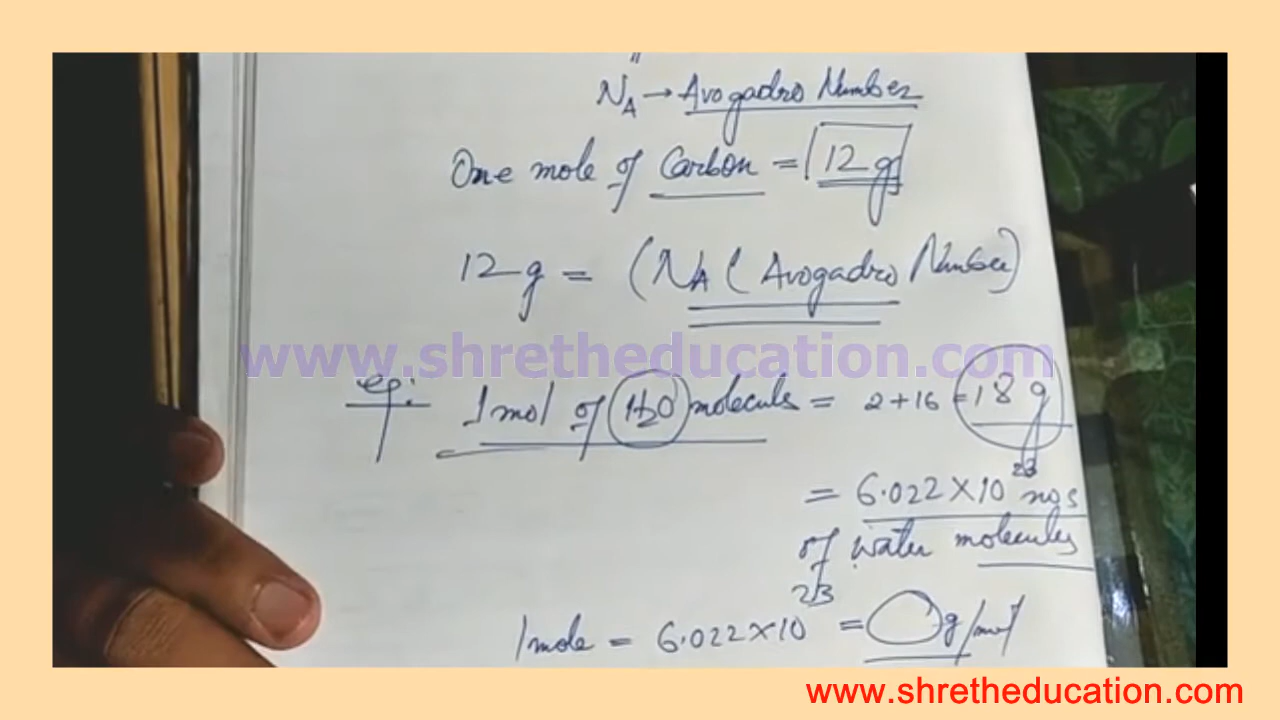 NA → Avogadro Number
One mole of Carbon = 12 g
12 g = (NA ( Avogadro Number)
www.shretheducation.com
eg: 1 mol of H2O molecules = 2 + 16 = 18 g
= 6.022 × 10 23 nos
of water molecules
1 mole = 6.022 × 10 23 = g/mol
www.shretheducation.com